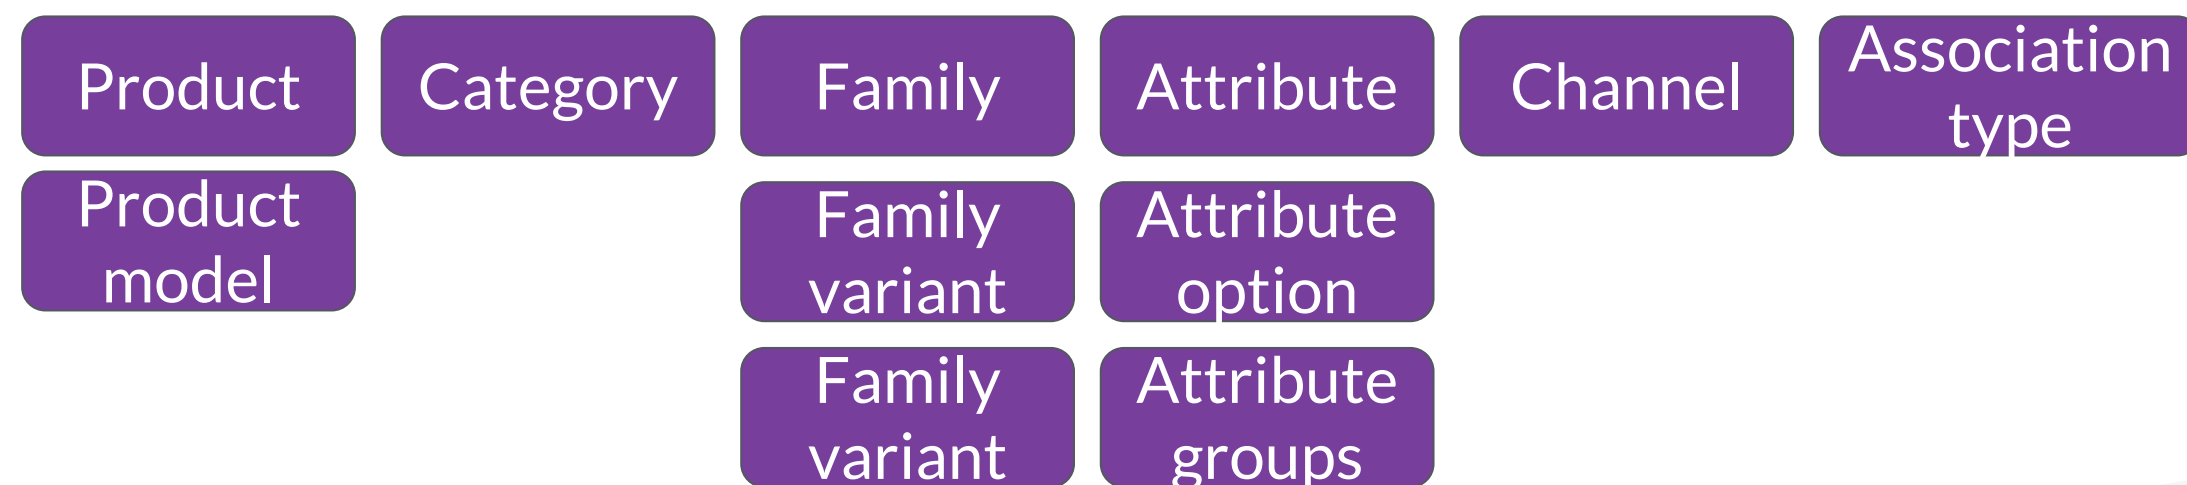 Product
Category
Family
Attribute
Channel
Association
type
Product
model
Family
variant
Attribute
option
Family
variant
Attribute
groups